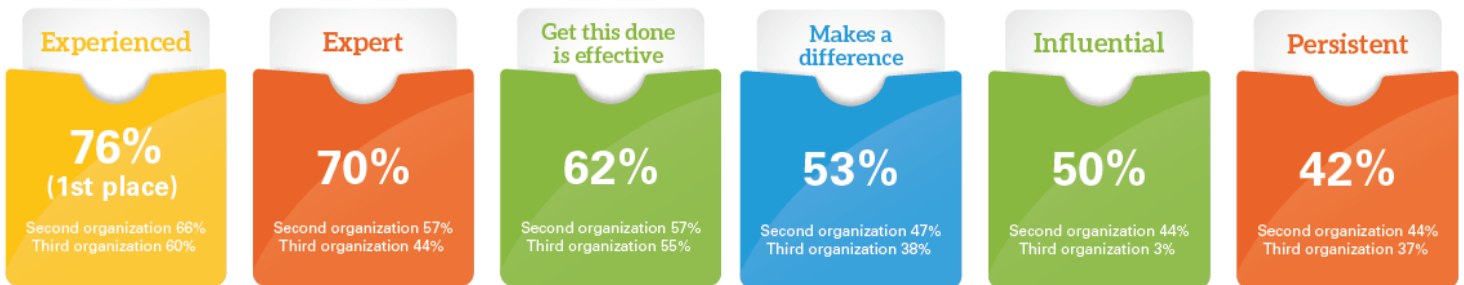 Experienced
76%
(1st place)
Second organization 66%
Third organization 60%
Expert
70%
Second organization 57%
Third organization 44%
Get this done
is effective
62%
Second organization 57%
Third organization 55%
Makes a
difference
53%
Second organization 47%
Third organization 38%
Influential
50%
Second organization 44%
Third organization 3%
Persistent
42%
Second organization 44%
Third organization 37%